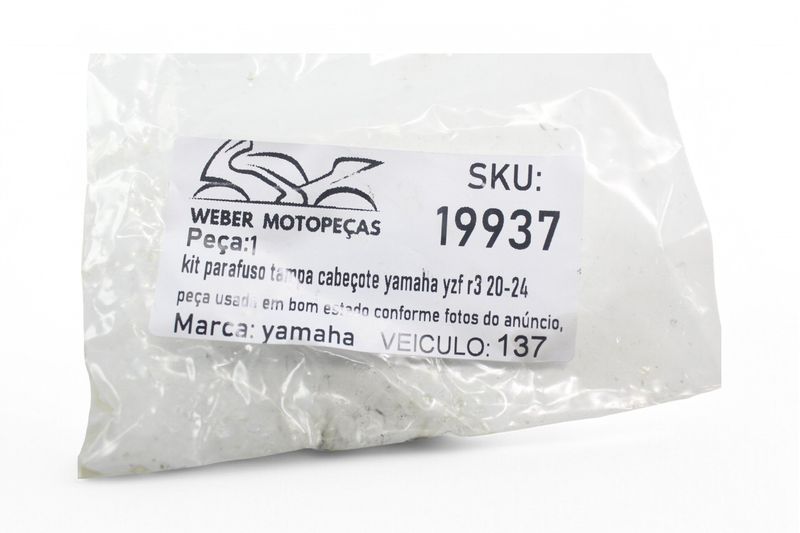 WEBER MOTOPEÇAS
SKU:
19937
Peça:1
kit parafuso tampa cabeçote yamaha yzf r3 20-24
peça usada em bom estado conforme fotos do anúncio,
Marca: yamaha VEICULO: 137